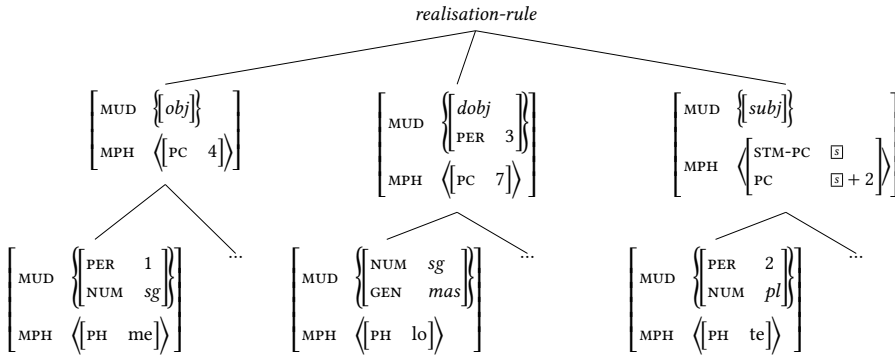 realisation-rule
[MUD {[obj]} MPH ⟨[PC 4]⟩]
[MUD {[dobj PER 3]} MPH ⟨[PC 7]⟩]
[MUD {[subj]} MPH ⟨[STM-PC [s] PC [s] + 2]⟩]
[MUD {[PER 1 NUM sg]} MPH ⟨[PH me]⟩]
...
[MUD {[NUM sg GEN mas]} MPH ⟨[PH lo]⟩]
...
[MUD {[PER 2 NUM pl]} MPH ⟨[PH te]⟩]
...